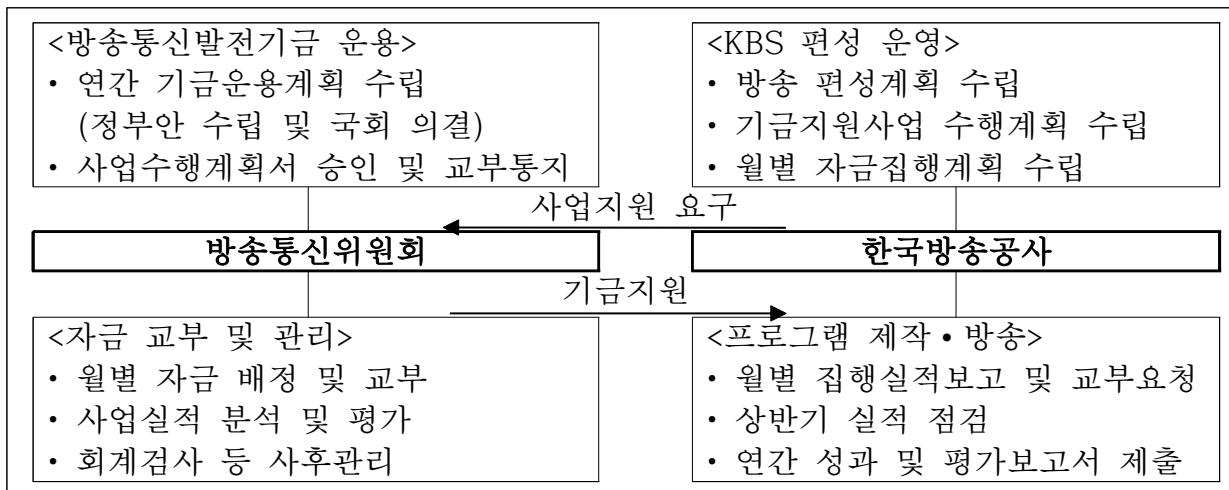 <방송통신발전기금 운용>
• 연간 기금운용계획 수립
(정부안 수립 및 국회 의결)
• 사업수행계획서 승인 및 교부통지
<KBS 편성 운영>
• 방송 편성계획 수립
• 기금지원사업 수행계획 수립
• 월별 자금집행계획 수립
사업지원 요구
방송통신위원회
한국방송공사
기금지원
<자금 교부 및 관리>
• 월별 자금 배정 및 교부
• 사업실적 분석 및 평가
• 회계검사 등 사후관리
<프로그램 제작•방송>
• 월별 집행실적보고 및 교부요청
• 상반기 실적 점검
• 연간 성과 및 평가보고서 제출